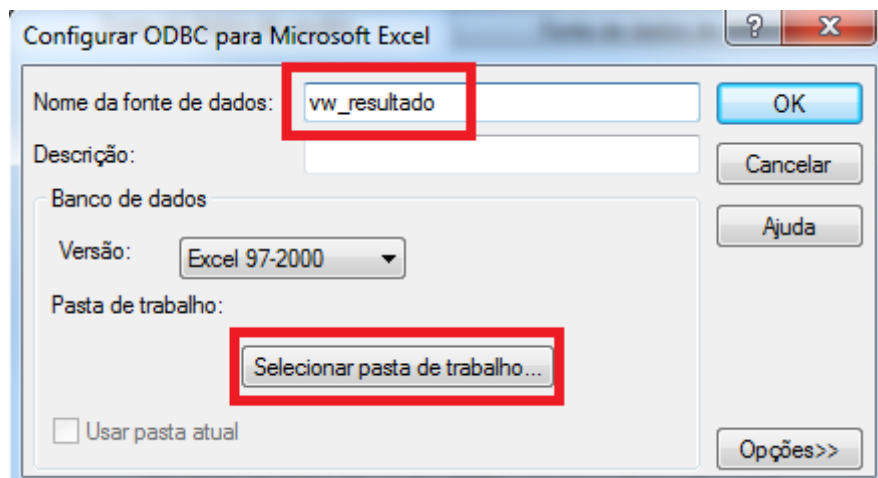 Configurar ODBC para Microsoft Excel
Nome da fonte de dados: vw_resultado OK
Descrição: Cancelar
Banco de dados Ajuda
Versão: Excel 97-2000
Pasta de trabalho:
Selecionar pasta de trabalho...
Usar pasta atual
Opções>>